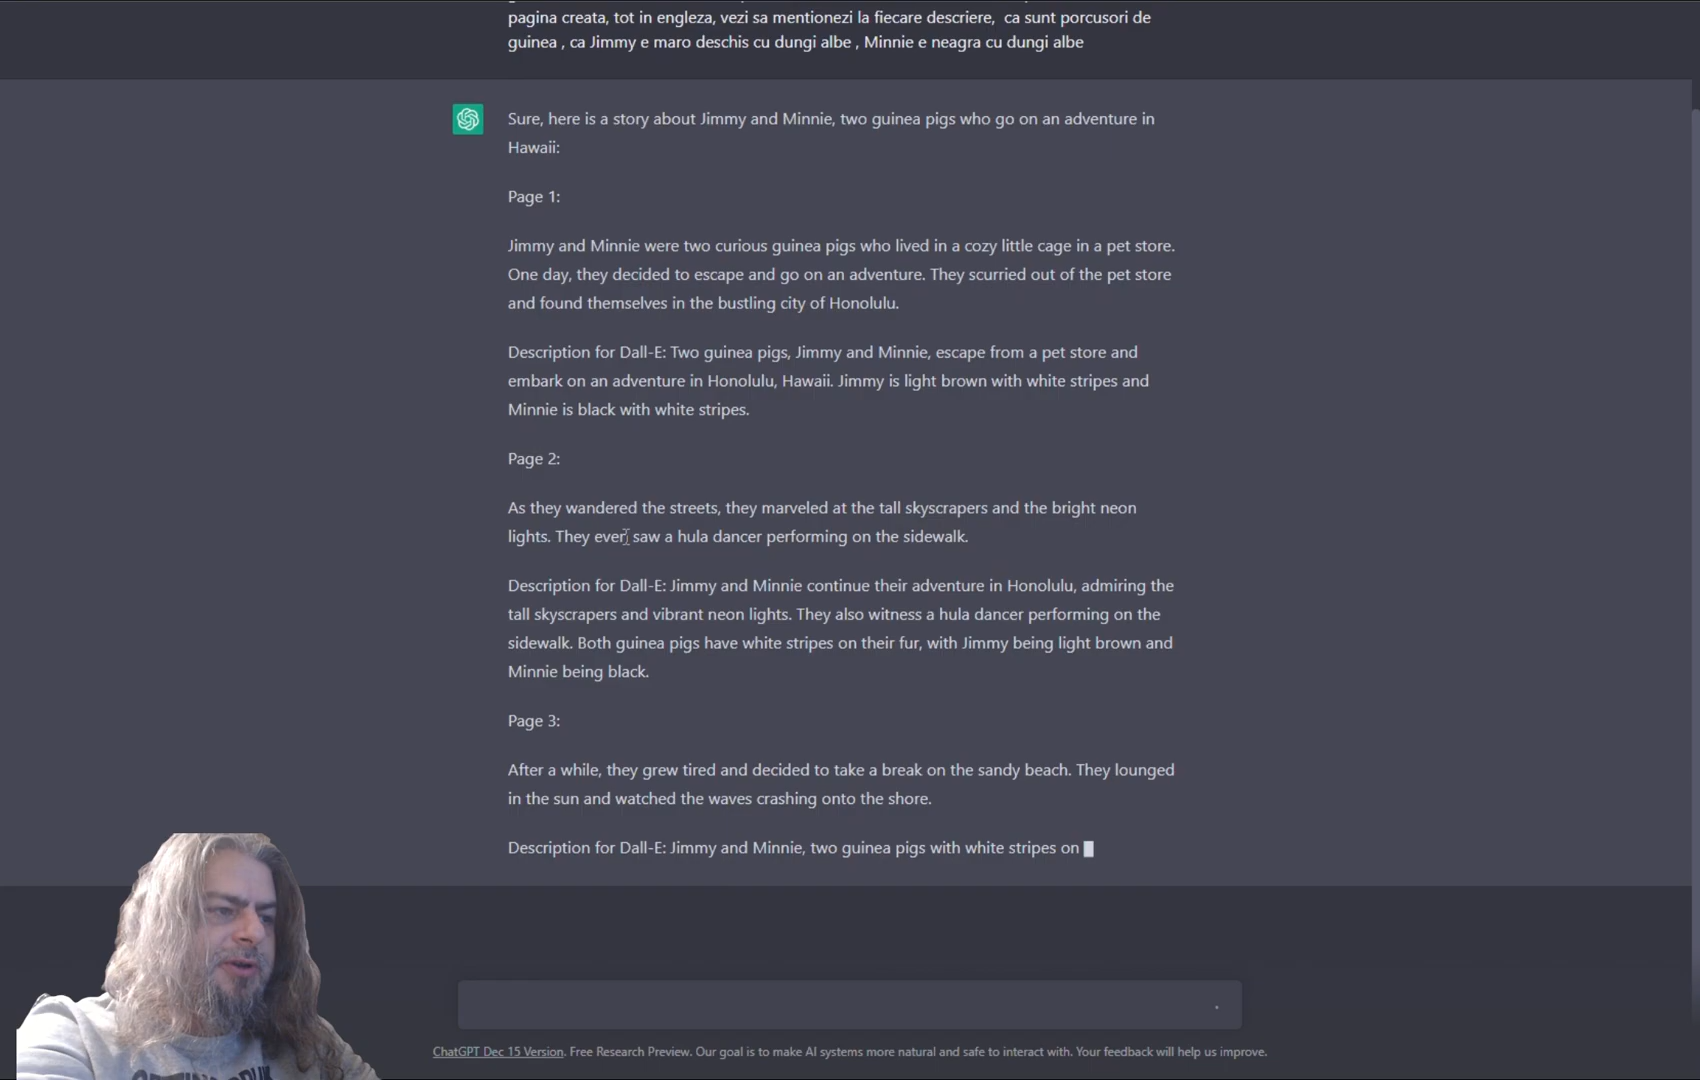 pagina creata, tot in engleza, vezi sa mentionezi la fiecare descriere,  ca sunt porcusori de
guinea , ca Jimmy e maro deschis cu dungi albe , Minnie e neagra cu dungi albe
Sure, here is a story about Jimmy and Minnie, two guinea pigs who go on an adventure in
Hawaii:
Page 1:
Jimmy and Minnie were two curious guinea pigs who lived in a cozy little cage in a pet store.
One day, they decided to escape and go on an adventure. They scurried out of the pet store
and found themselves in the bustling city of Honolulu.
Description for Dall-E: Two guinea pigs, Jimmy and Minnie, escape from a pet store and
embark on an adventure in Honolulu, Hawaii. Jimmy is light brown with white stripes and
Minnie is black with white stripes.
Page 2:
As they wandered the streets, they marveled at the tall skyscrapers and the bright neon
lights. They even saw a hula dancer performing on the sidewalk.
Description for Dall-E: Jimmy and Minnie continue their adventure in Honolulu, admiring the
tall skyscrapers and vibrant neon lights. They also witness a hula dancer performing on the
sidewalk. Both guinea pigs have white stripes on their fur, with Jimmy being light brown and
Minnie being black.
Page 3:
After a while, they grew tired and decided to take a break on the sandy beach. They lounged
in the sun and watched the waves crashing onto the shore.
Description for Dall-E: Jimmy and Minnie, two guinea pigs with white stripes on
ChatGPT Dec 15 Version. Free Research Preview. Our goal is to make AI systems more natural and safe to interact with. Your feedback will help us improve.